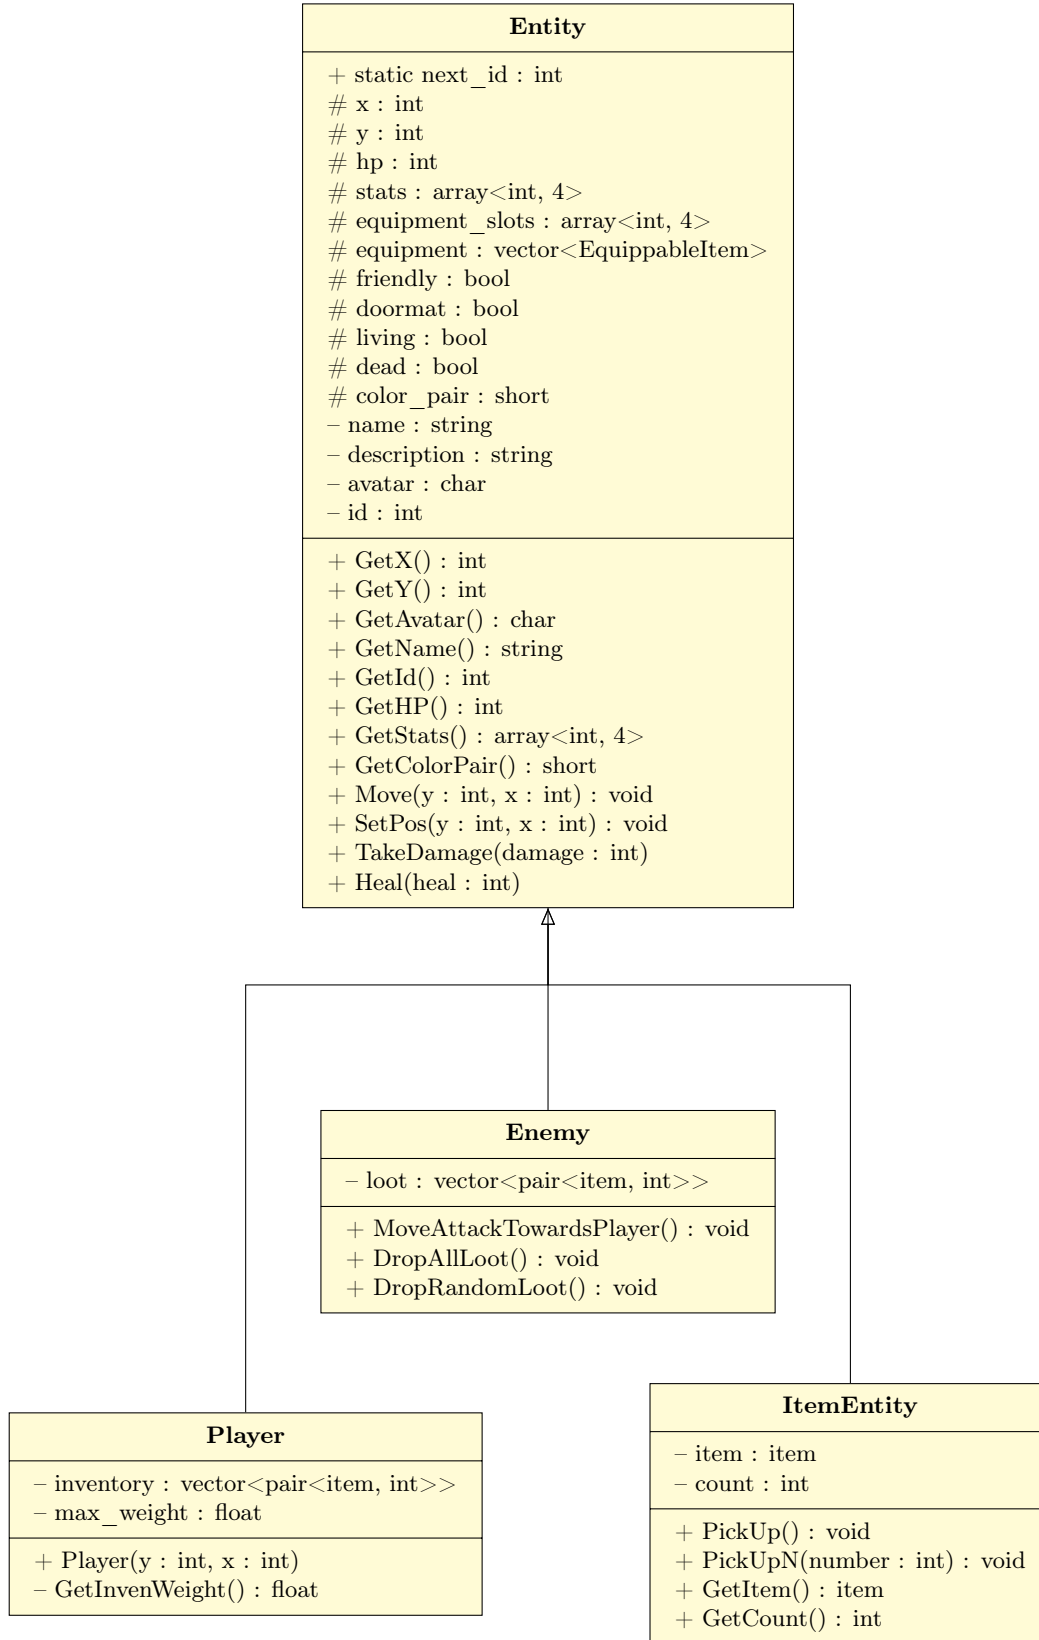 Entity
+ static next_id : int
# x : int
# y : int
# hp : int
# stats : array<int, 4>
# equipment_slots : array<int, 4>
# equipment : vector<EquippableItem>
# friendly : bool
# doormat : bool
# living : bool
# dead : bool
# color_pair : short
– name : string
– description : string
– avatar : char
– id : int
+ GetX() : int
+ GetY() : int
+ GetAvatar() : char
+ GetName() : string
+ GetId() : int
+ GetHP() : int
+ GetStats() : array<int, 4>
+ GetColorPair() : short
+ Move(y : int, x : int) : void
+ SetPos(y : int, x : int) : void
+ TakeDamage(damage : int)
+ Heal(heal : int)
Enemy
– loot : vector<pair<item, int>>
+ MoveAttackTowardsPlayer() : void
+ DropAllLoot() : void
+ DropRandomLoot() : void
Player
– inventory : vector<pair<item, int>>
– max_weight : float
+ Player(y : int, x : int)
– GetInvenWeight() : float
ItemEntity
– item : item
– count : int
+ PickUp() : void
+ PickUpN(number : int) : void
+ GetItem() : item
+ GetCount() : int